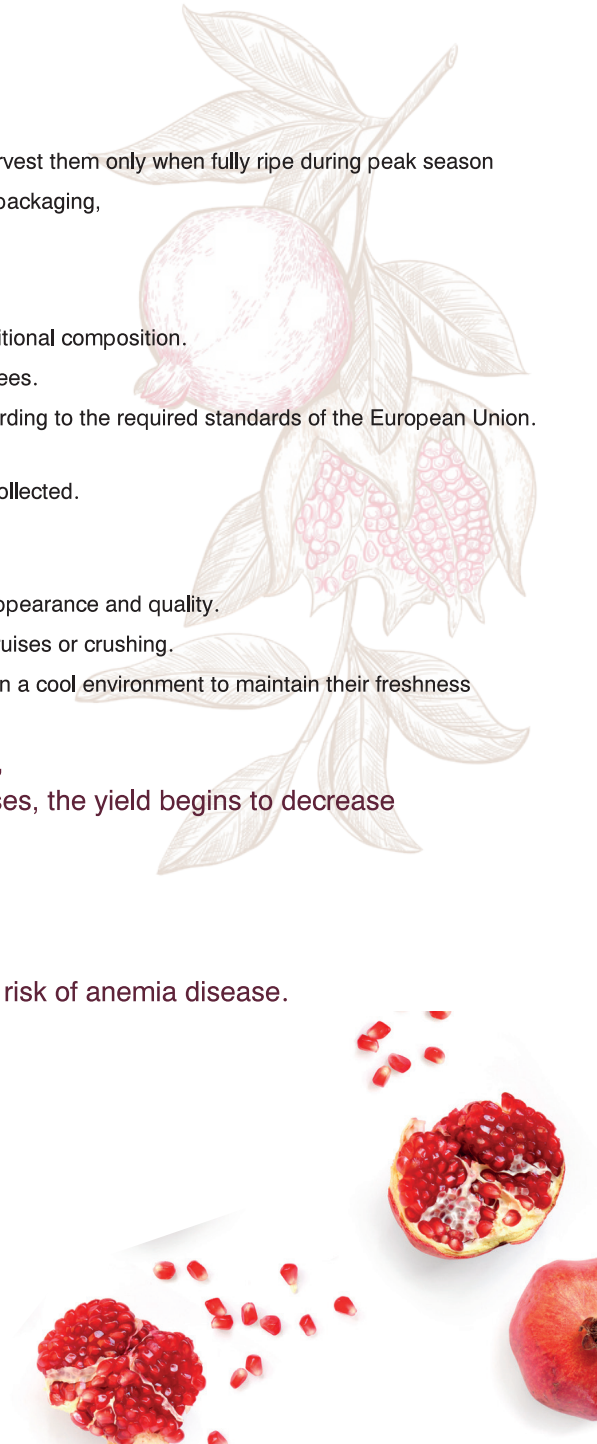 rvest them only when fully ripe during peak season
packaging,
itional composition.
ees.
rding to the required standards of the European Union.
ollected.
ppearance and quality.
ruises or crushing.
n a cool environment to maintain their freshness
,
ses, the yield begins to decrease
risk of anemia disease.